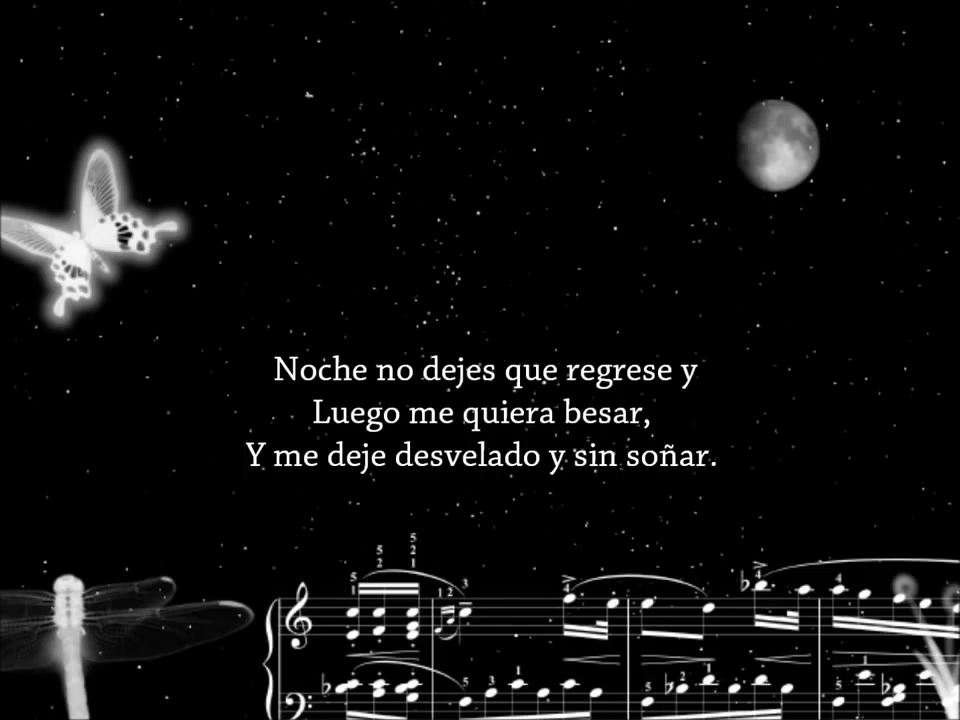 Noche no dejes que regrese y
Luego me quiera besar,
Y me deje desvelado y sin soñar.